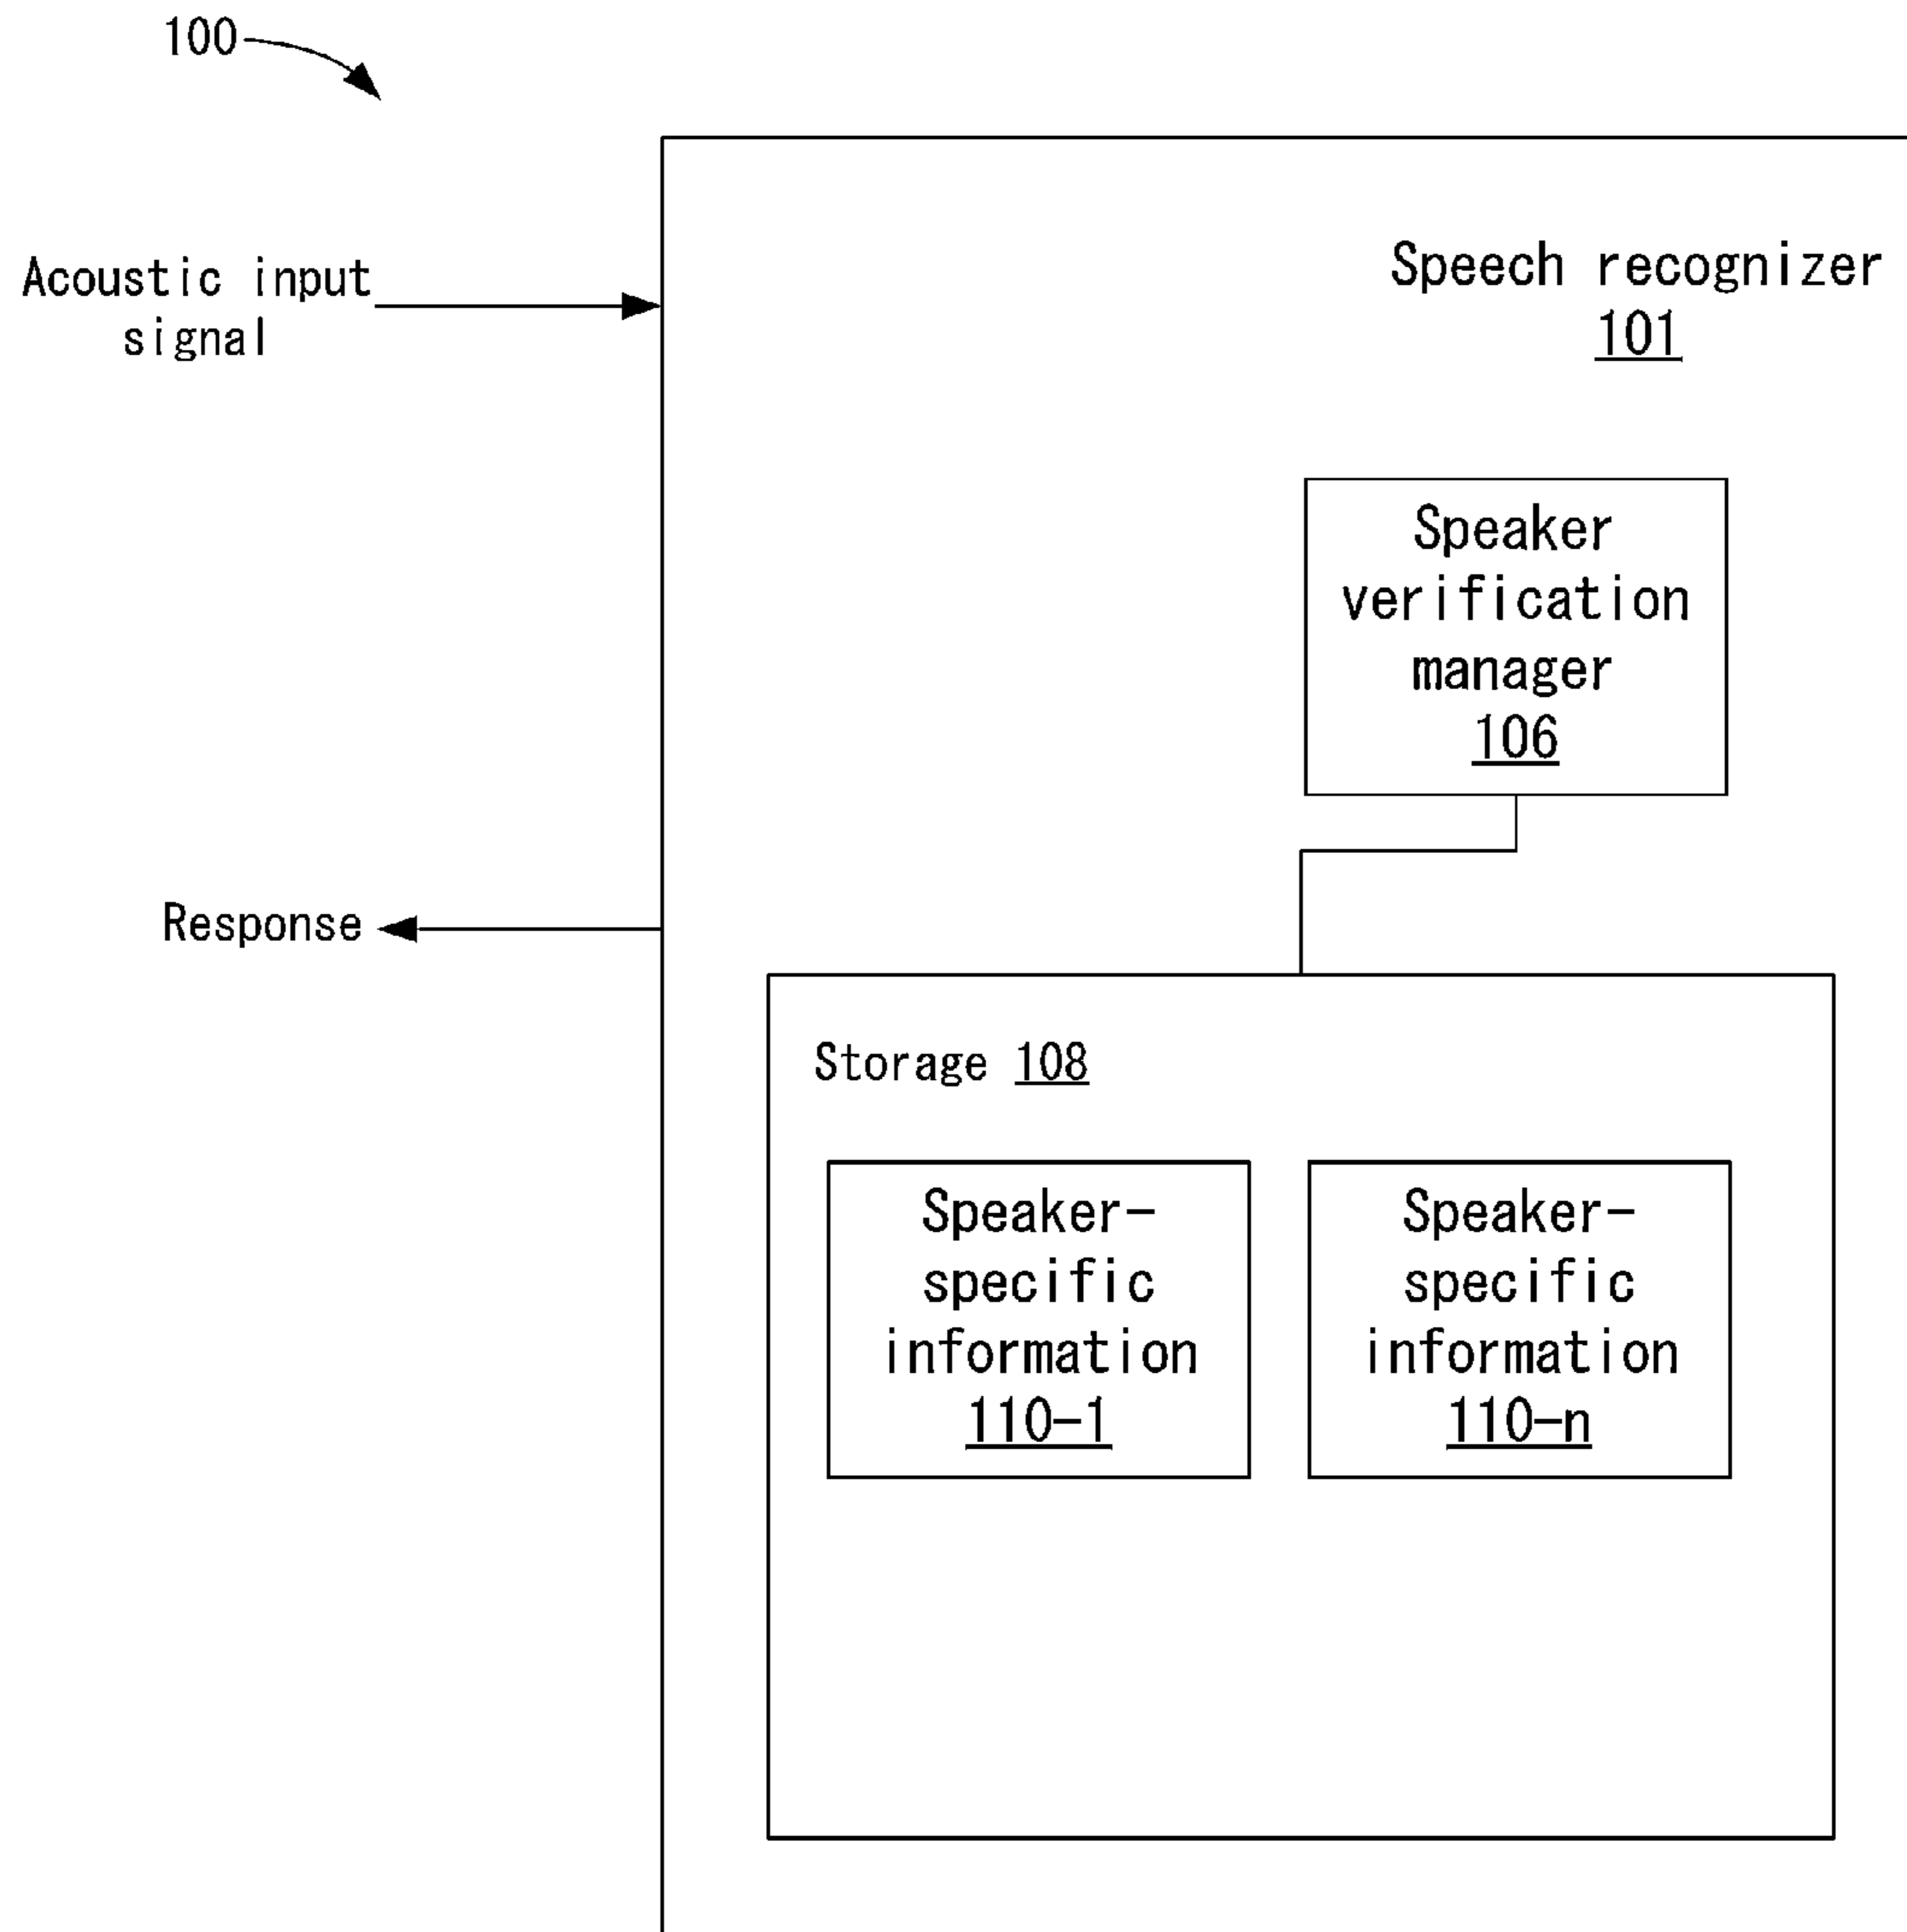 100
Acoustic input
signal
Speech recognizer
101
Speaker
verification
manager
106
Response
Storage 108
Speaker-
specific
information
110-1
Speaker-
specific
information
110-n